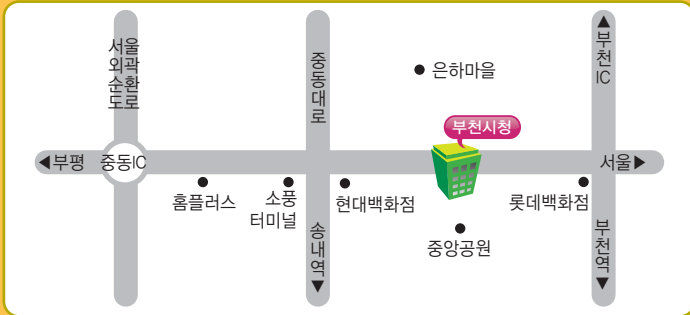 서울
외곽
순환
도로
중동대로
은하마을
▲부천IC
부천시청
◀부평
중동IC
서울▶
홈플러스
소풍
터미널
현대백화점
롯데백화점
중앙공원
송내역▼
부천역▼